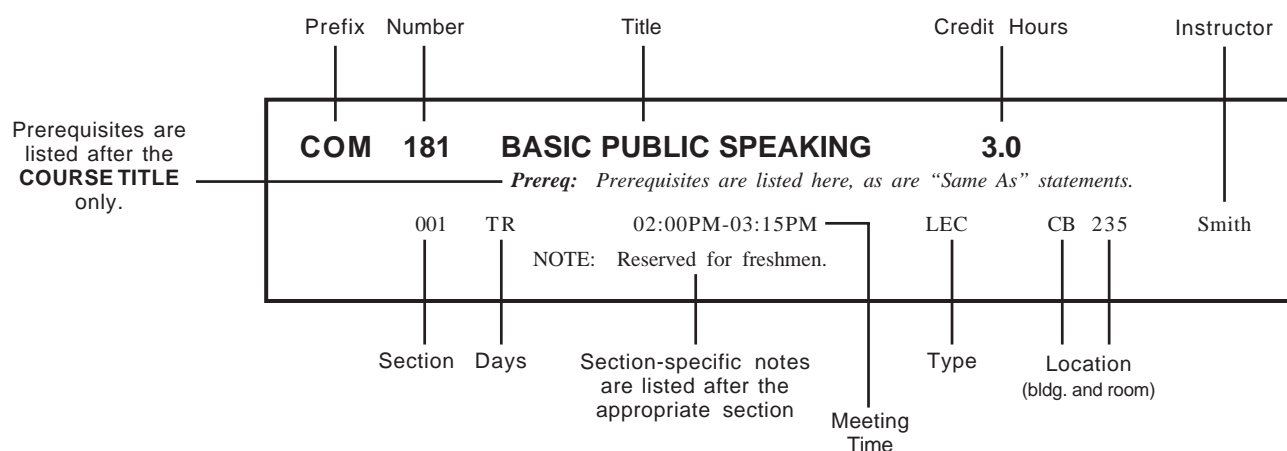 Prefix Number Title Credit Hours Instructor
Prerequisites are
listed after the
COURSE TITLE
only.
COM 181 BASIC PUBLIC SPEAKING 3.0
Prereq: Prerequisites are listed here, as are “Same As” statements.
001 TR 02:00PM-03:15PM LEC CB 235 Smith
NOTE: Reserved for freshmen.
Section Days Section-specific notes
are listed after the
appropriate section
Meeting
Time
Type Location
(bldg. and room)